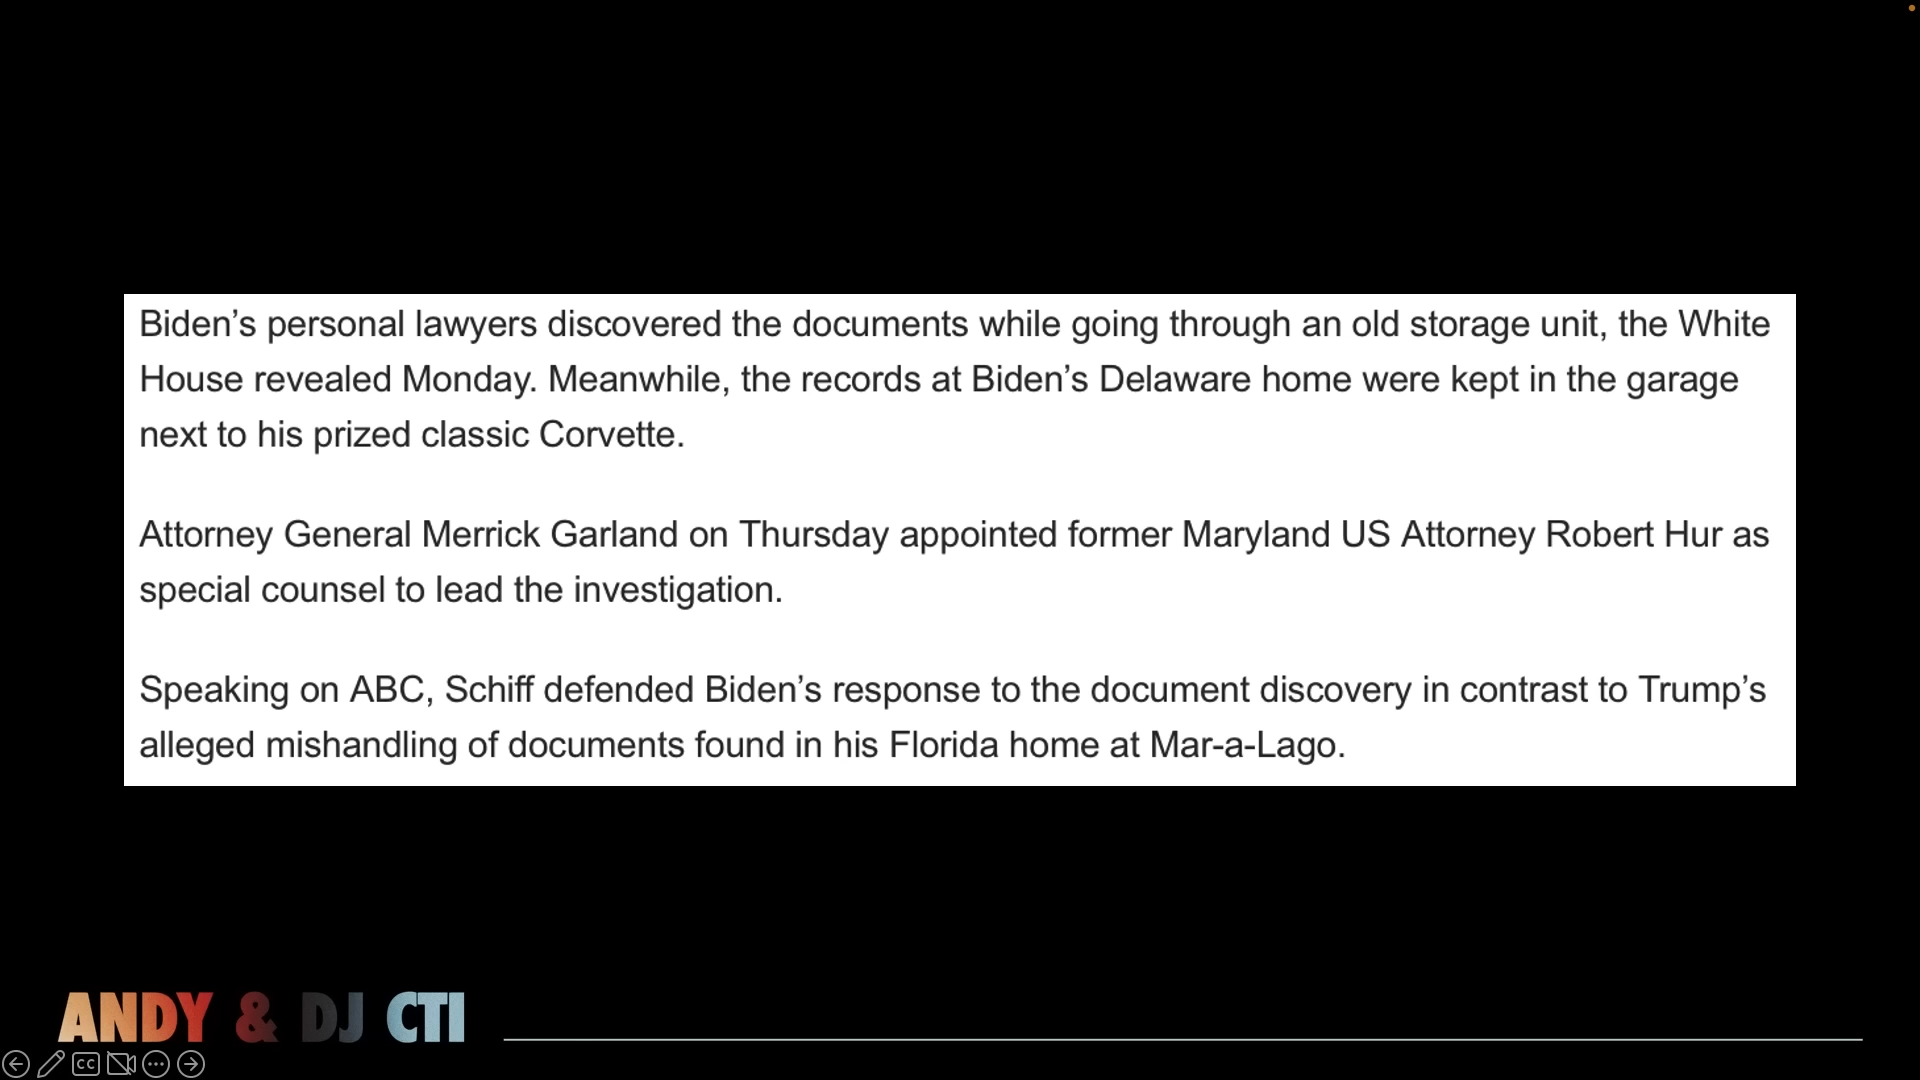 Biden’s personal lawyers discovered the documents while going through an old storage unit, the White
House revealed Monday. Meanwhile, the records at Biden’s Delaware home were kept in the garage
next to his prized classic Corvette.
Attorney General Merrick Garland on Thursday appointed former Maryland US Attorney Robert Hur as
special counsel to lead the investigation.
Speaking on ABC, Schiff defended Biden’s response to the document discovery in contrast to Trump’s
alleged mishandling of documents found in his Florida home at Mar-a-Lago.
ANDY & DJ CTI
CC